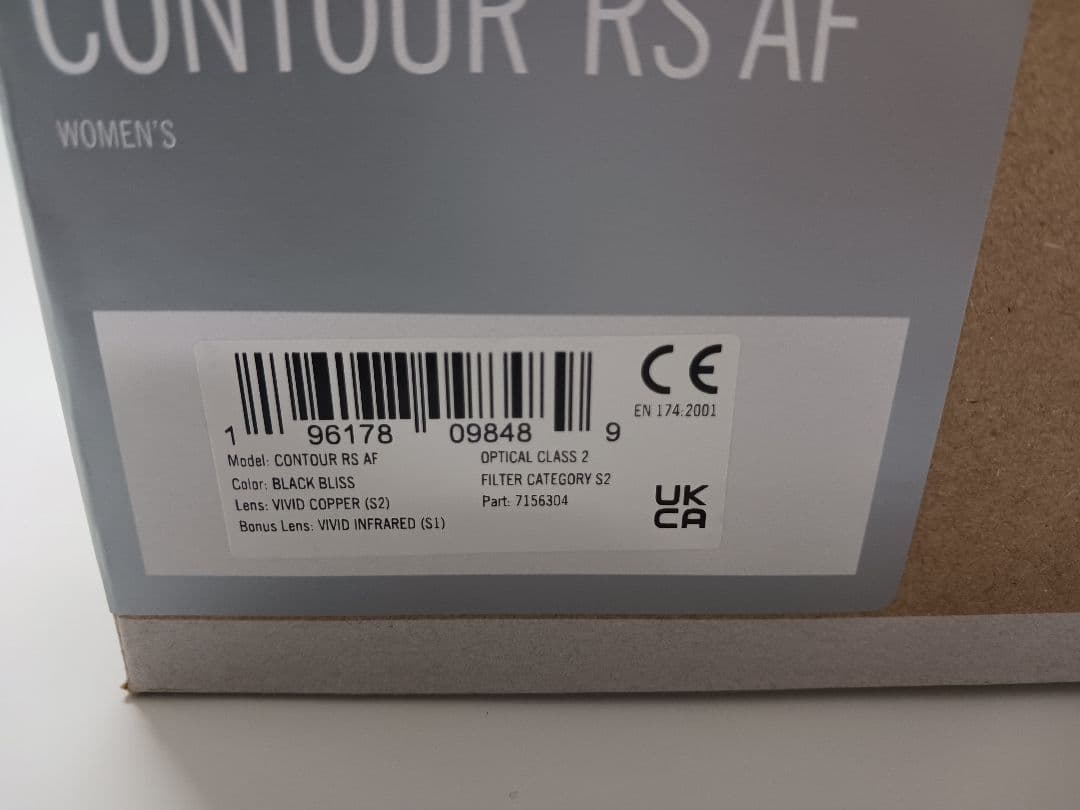 CONTOUR RS AF
WOMEN'S
1 96178 09848 9
CE
EN 174:2001
Model: CONTOUR RS AF
OPTICAL CLASS 2
Color: BLACK BLISS
FILTER CATEGORY S2
Lens: VIVID COPPER (S2)
Part: 7156304
Bonus Lens: VIVID INFRARED (S1)
UK
CA